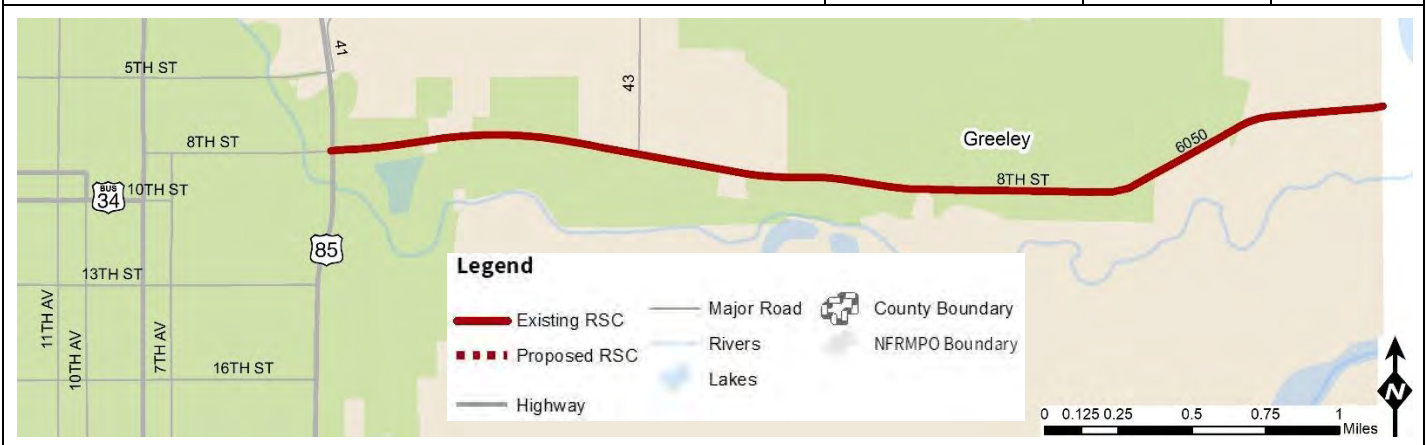 41
5TH ST
43
8TH ST
Greeley
6050
8TH ST
BUS
34
10TH ST
85
13TH ST
11TH AV
10TH AV
7TH AV
16TH ST
Legend
Existing RSC
Proposed RSC
Highway
Major Road
Rivers
Lakes
County Boundary
NFRMPO Boundary
N
0 0.125 0.25 0.5 0.75 1
Miles